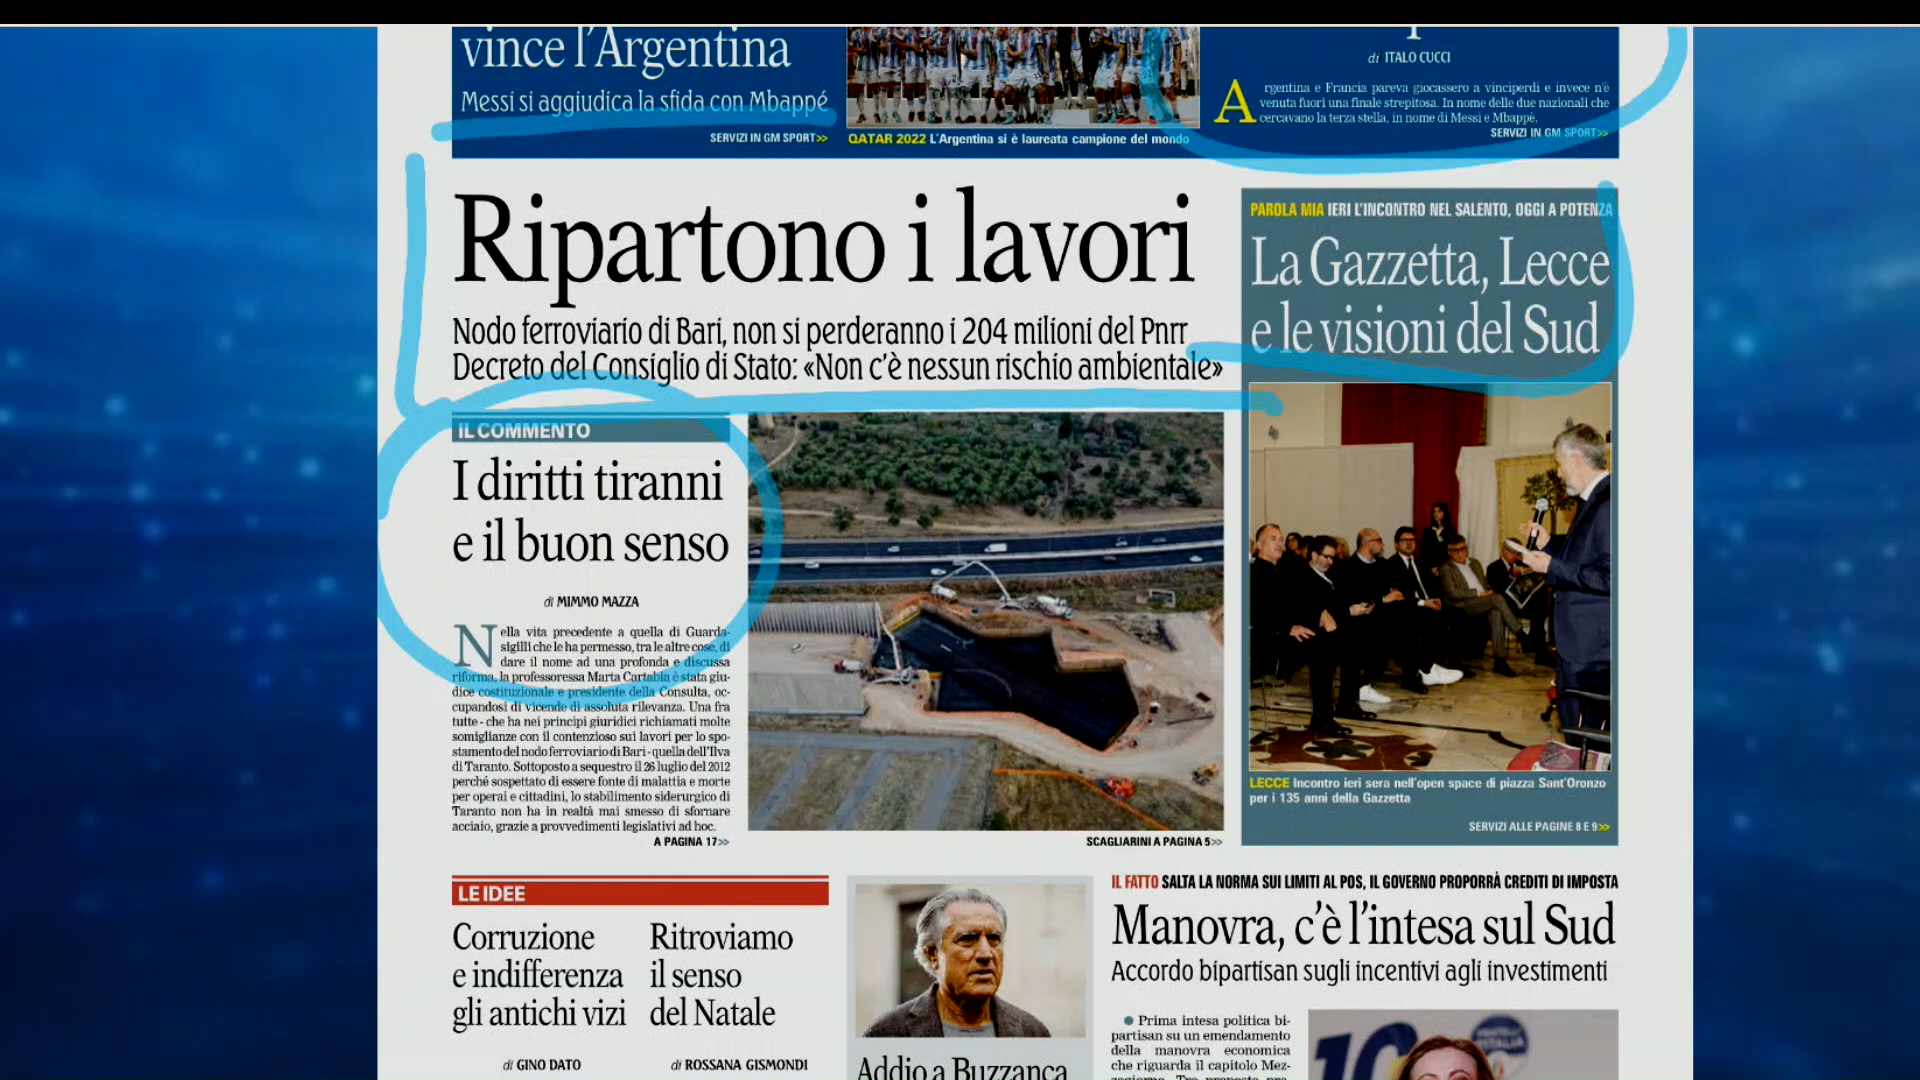 vince l'Argentina
Messi si aggiudica la sfida con Mbappé
SERVIZI IN GM SPORT>>
QATAR 2022 L'Argentina si è laureata campione del mondo
di ITALO CUCCI
Argentina e Francia pareva giocassero a vinciperdi e invece n'è
venuta fuori una finale strepitosa. In nome delle due nazionali che
cercavano la terza stella, in nome di Messi e Mbappé.
SERVIZI IN GM SPORT>>
Ripartono i lavori
Nodo ferroviario di Bari, non si perderanno i 204 milioni del Pnrr
Decreto del Consiglio di Stato: «Non c'è nessun rischio ambientale»
PAROLA MIA IERI L'INCONTRO NEL SALENTO, OGGI A POTENZA
La Gazzetta, Lecce
e le visioni del Sud
LECCE Incontro ieri sera nell'open space di piazza Sant'Oronzo
per i 135 anni della Gazzetta
SERVIZI ALLE PAGINE 8 E 9>>
IL COMMENTO
I diritti tiranni
e il buon senso
di MIMMO MAZZA
Nella vita precedente a quella di Guarda-
sigilli che le ha permesso, tra le altre cose, di
dare il nome ad una profonda e discussa
riforma, la professoressa Marta Cartabia è stata giu-
dice costituzionale e presidente della Consulta, oc-
cupandosi di vicende di assoluta rilevanza. Una fra
tutte - che ha nei principi giuridici richiamati molte
somiglianze con il contenzioso sui lavori per lo spo-
stamento del nodo ferroviario di Bari - quella dell'Ilva
di Taranto. Sottoposto a sequestro il 26 luglio del 2012
perché sospettato di essere fonte di malattia e morte
per operai e cittadini, lo stabilimento siderurgico di
Taranto non ha in realtà mai smesso di sfornare
acciaio, grazie a provvedimenti legislativi ad hoc.
A PAGINA 17>>
SCAGLIARINI A PAGINA 5>>
LE IDEE
Corruzione
e indifferenza
gli antichi vizi
di GINO DATO
Ritroviamo
il senso
del Natale
di ROSSANA GISMONDI
Addio a Buzzanca
IL FATTO SALTA LA NORMA SUI LIMITI AL POS, IL GOVERNO PROPORRÀ CREDITI DI IMPOSTA
Manovra, c'è l'intesa sul Sud
Accordo bipartisan sugli incentivi agli investimenti
● Prima intesa politica bi-
partisan su un emendamento
della manovra economica
che riguarda il capitolo Mez-